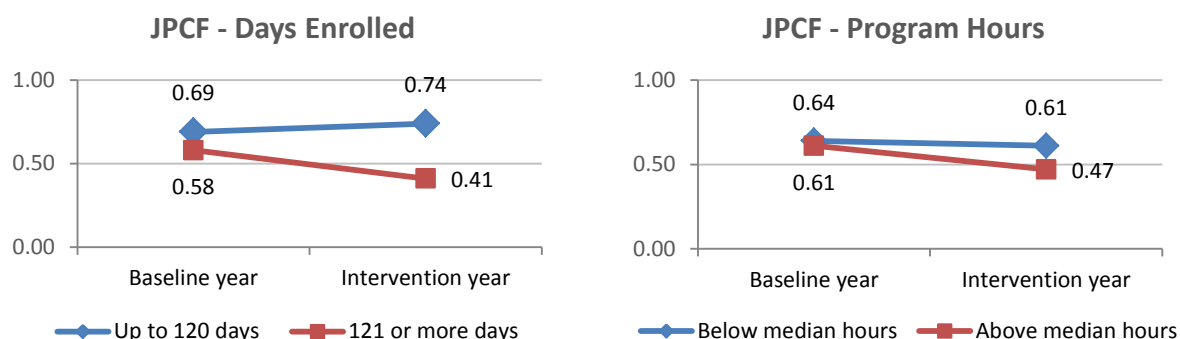 JPCF - Days Enrolled
1.00
0.69
0.74
0.50
0.58
0.41
0.00
Baseline year
Intervention year
Up to 120 days
121 or more days
JPCF - Program Hours
1.00
0.64
0.61
0.50
0.61
0.47
0.00
Baseline year
Intervention year
Below median hours
Above median hours